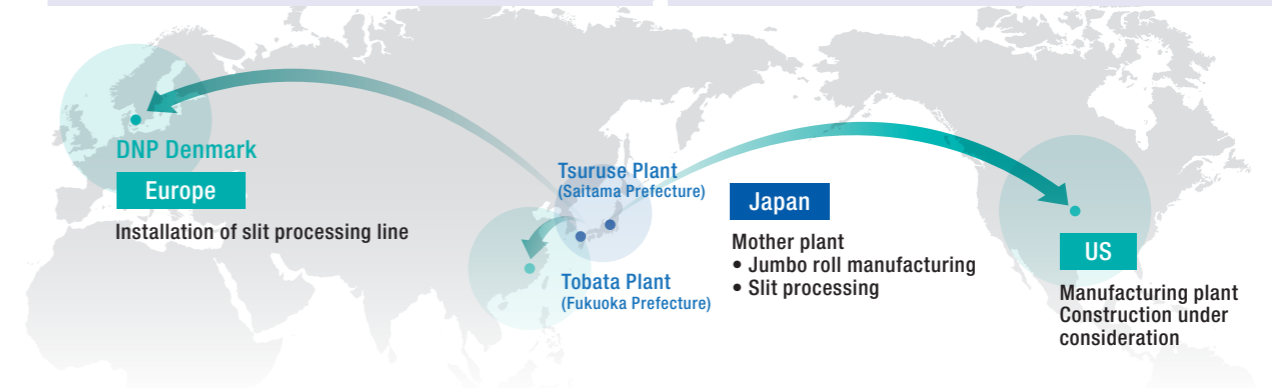 DNP Denmark
Europe
Installation of slit processing line
Tsuruse Plant
(Saitama Prefecture)
Tobata Plant
(Fukuoka Prefecture)
Japan
Mother plant
• Jumbo roll manufacturing
• Slit processing
US
Manufacturing plant
Construction under
consideration